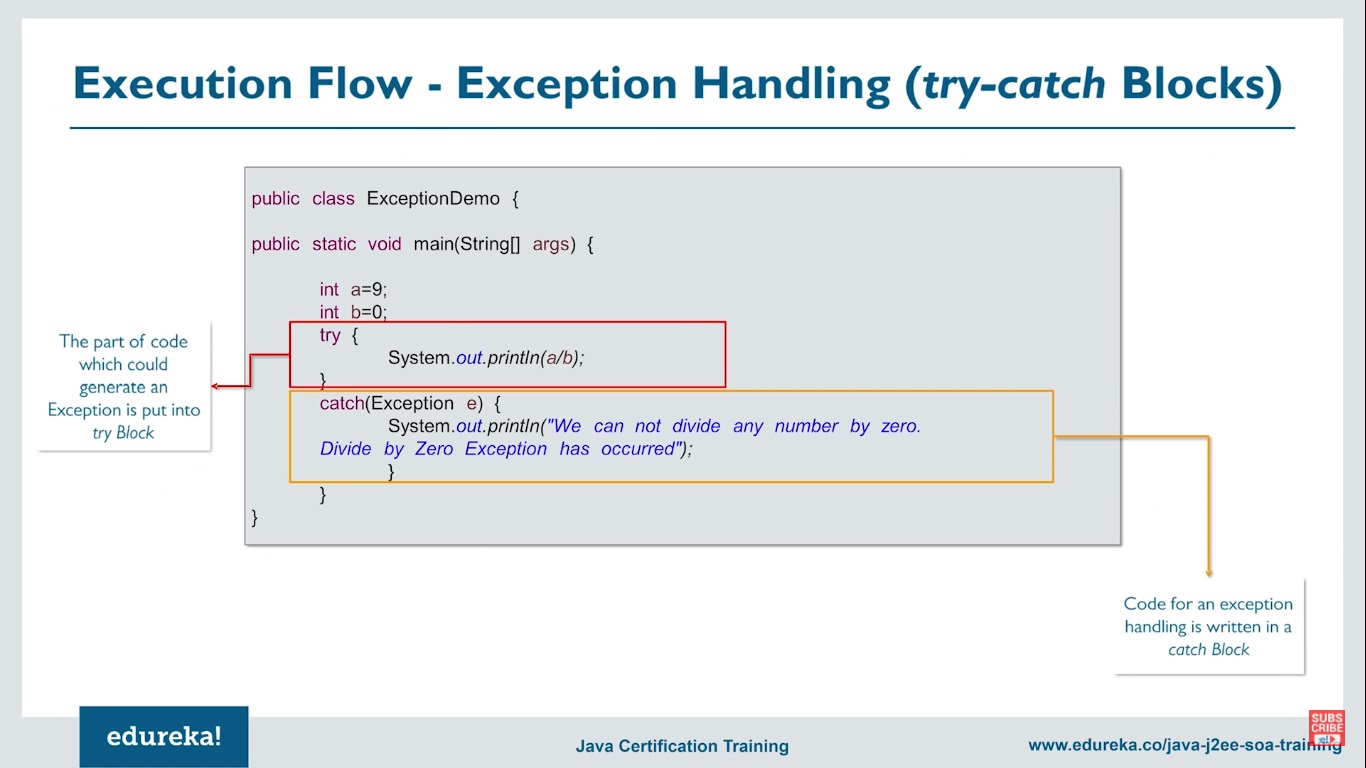 Execution Flow - Exception Handling (try-catch Blocks)
public class ExceptionDemo {
public static void main(String[] args) {
int a=9;
int b=0;
try {
System.out.println(a/b);
}
catch(Exception e) {
System.out.println("We can not divide any number by zero.
Divide by Zero Exception has occurred");
}
}
}
The part of code
which could
generate an
Exception is put into
try Block
Code for an exception
handling is written in a
catch Block
edureka!
Java Certification Training
www.edureka.co/java-j2ee-soa-training
SUBS
CRIBE